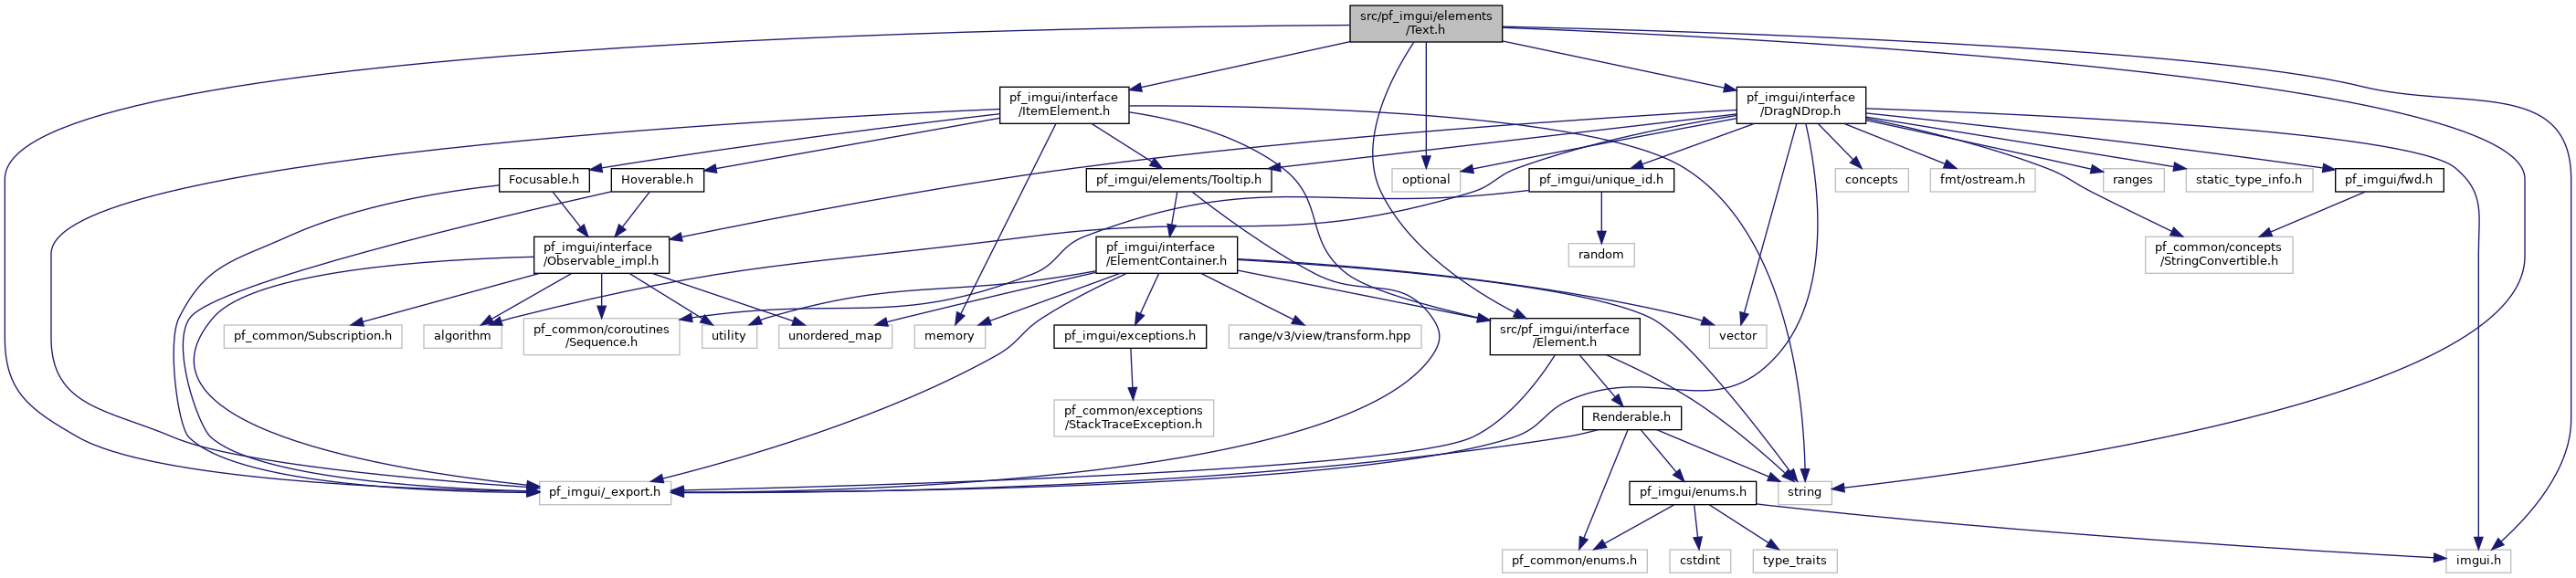 src/pf_imgui/elements
/Text.h
pf_imgui/interface
/ItemElement.h
pf_imgui/interface
/DragNDrop.h
Focusable.h
Hoverable.h
pf_imgui/elements/Tooltip.h
optional
pf_imgui/unique_id.h
concepts
fmt/ostream.h
ranges
static_type_info.h
pf_imgui/fwd.h
pf_imgui/interface
/Observable_impl.h
pf_imgui/interface
/ElementContainer.h
random
pf_common/concepts
/StringConvertible.h
pf_common/Subscription.h
algorithm
pf_common/coroutines
/Sequence.h
utility
unordered_map
memory
pf_imgui/exceptions.h
range/v3/view/transform.hpp
src/pf_imgui/interface
/Element.h
vector
pf_common/exceptions
/StackTraceException.h
Renderable.h
pf_imgui/_export.h
pf_imgui/enums.h
string
pf_common/enums.h
cstdint
type_traits
imgui.h